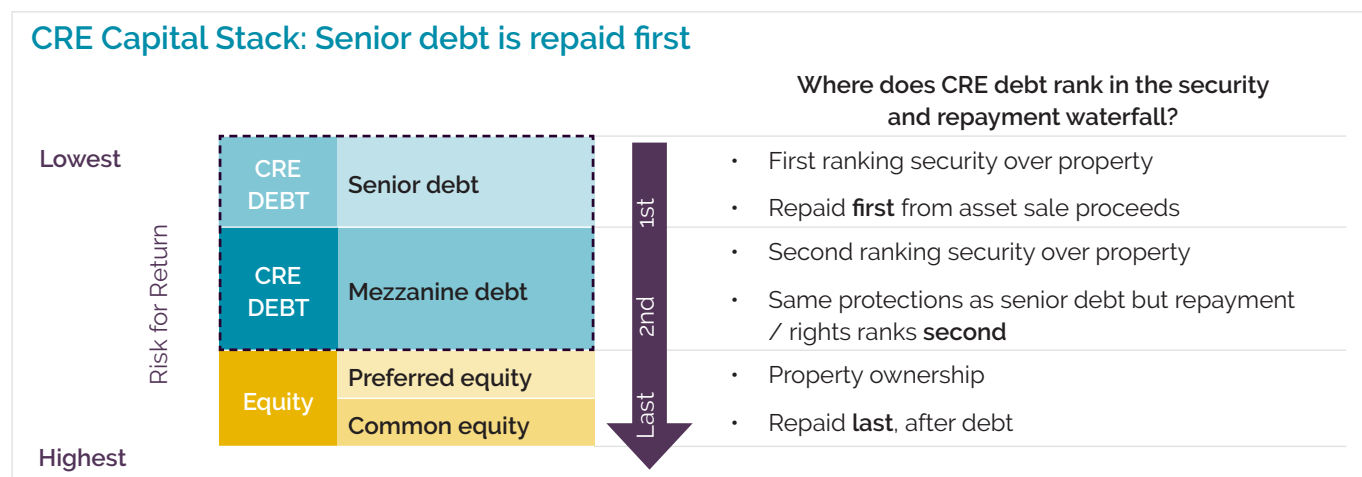 CRE Capital Stack: Senior debt is repaid first
Where does CRE debt rank in the security
and repayment waterfall?
Lowest
Risk for Return
Highest
CRE
DEBT
Senior debt
1st
• First ranking security over property
• Repaid first from asset sale proceeds
CRE
DEBT
Mezzanine debt
2nd
• Second ranking security over property
• Same protections as senior debt but repayment
/ rights ranks second
Equity
Preferred equity
Common equity
Last
• Property ownership
• Repaid last, after debt